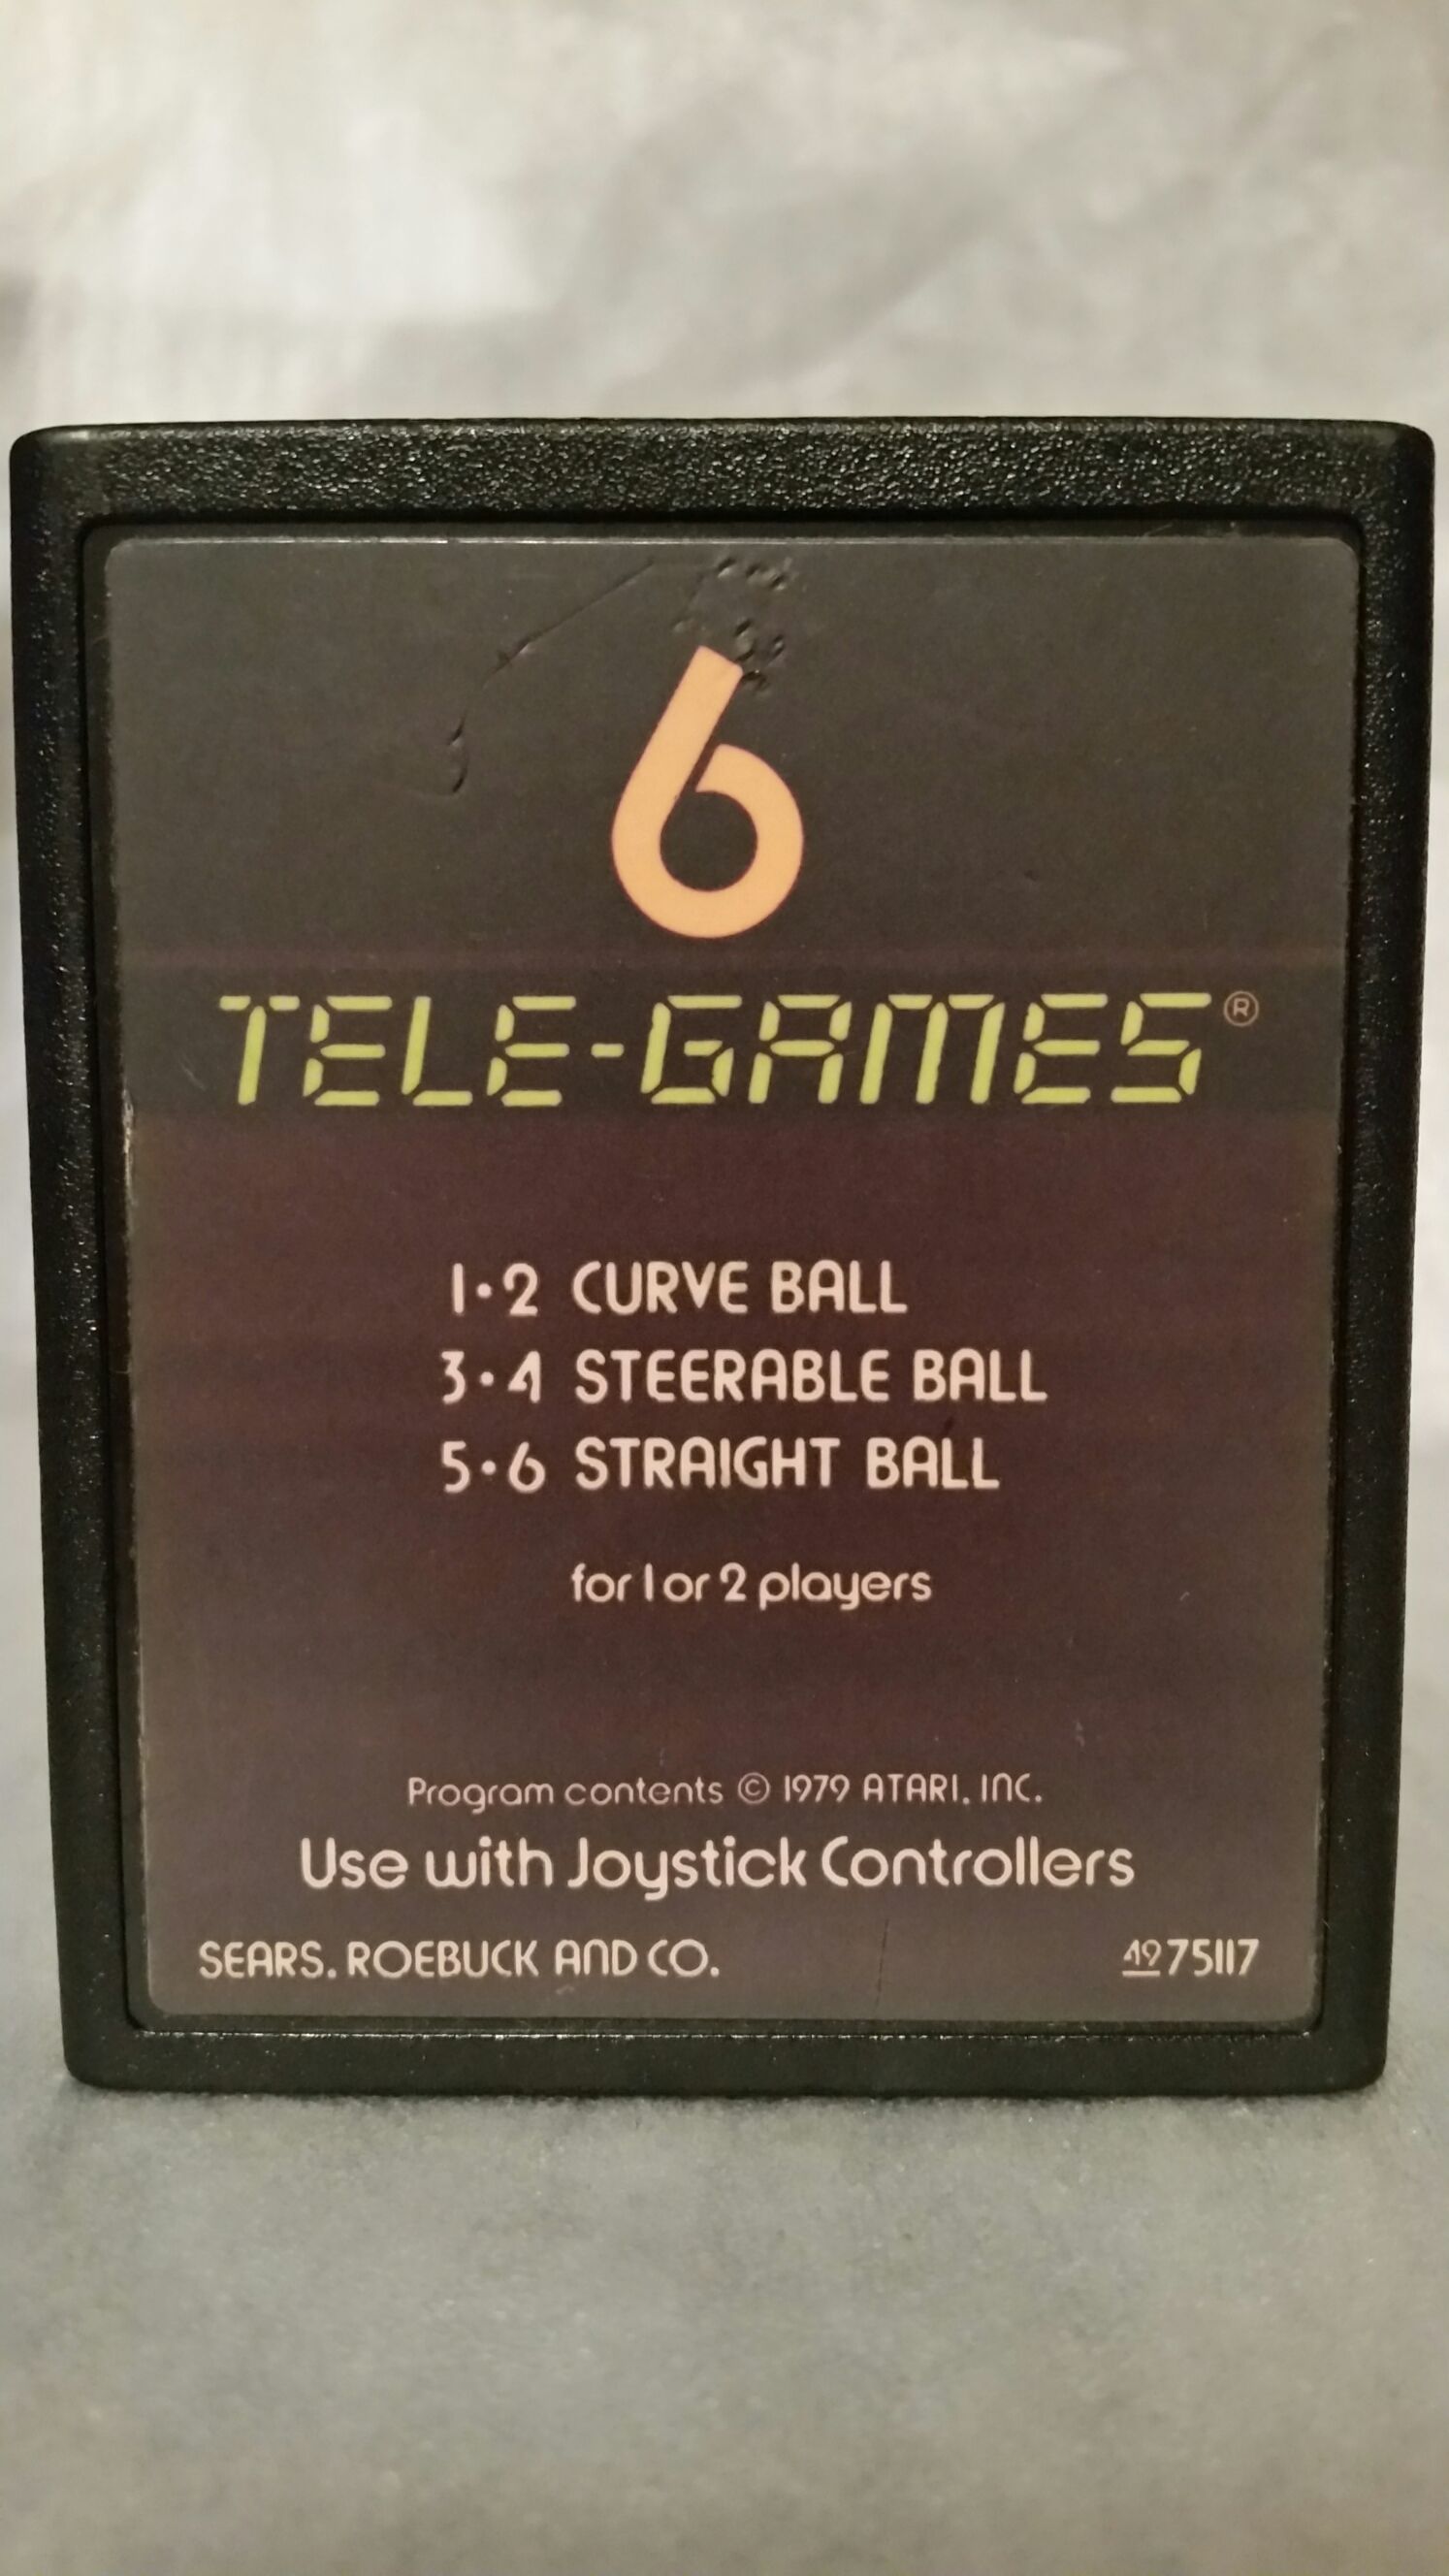 6
TELE-GAMES®
1•2 CURVE BALL
3•4 STEERABLE BALL
5•6 STRAIGHT BALL
for 1 or 2 players
Program contents © 1979 ATARI, INC.
Use with Joystick Controllers
SEARS, ROEBUCK AND CO. 49 75117